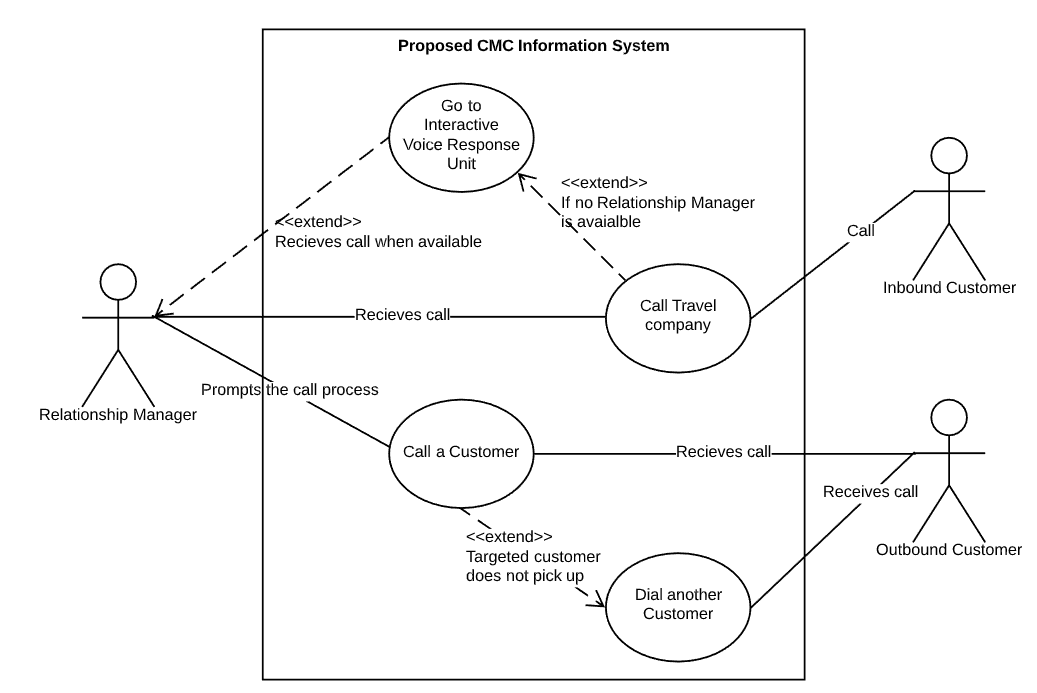 Proposed CMC Information System
Go to
Interactive
Voice Response
Unit
<<extend>>
If no Relationship Manager
is avaialble
<<extend>>
Recieves call when available
Call
Inbound Customer
Call Travel
company
Recieves call
Prompts the call process
Relationship Manager
Call a Customer
Recieves call
Receives call
<<extend>>
Targeted customer
does not pick up
Outbound Customer
Dial another
Customer